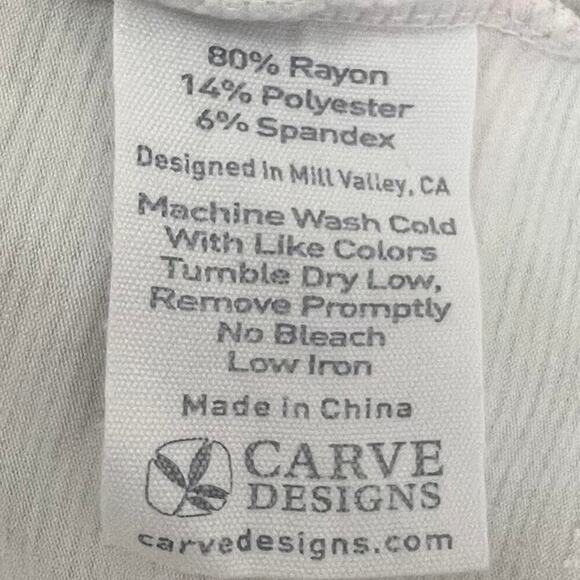 80% Rayon
14% Polyester
6% Spandex
Designed in Mill Valley, CA
Machine Wash Cold
With Like Colors
Tumble Dry Low,
Remove Promptly
No Bleach
Low Iron
Made in China
CARVE
DESIGNS
carvedesigns.com